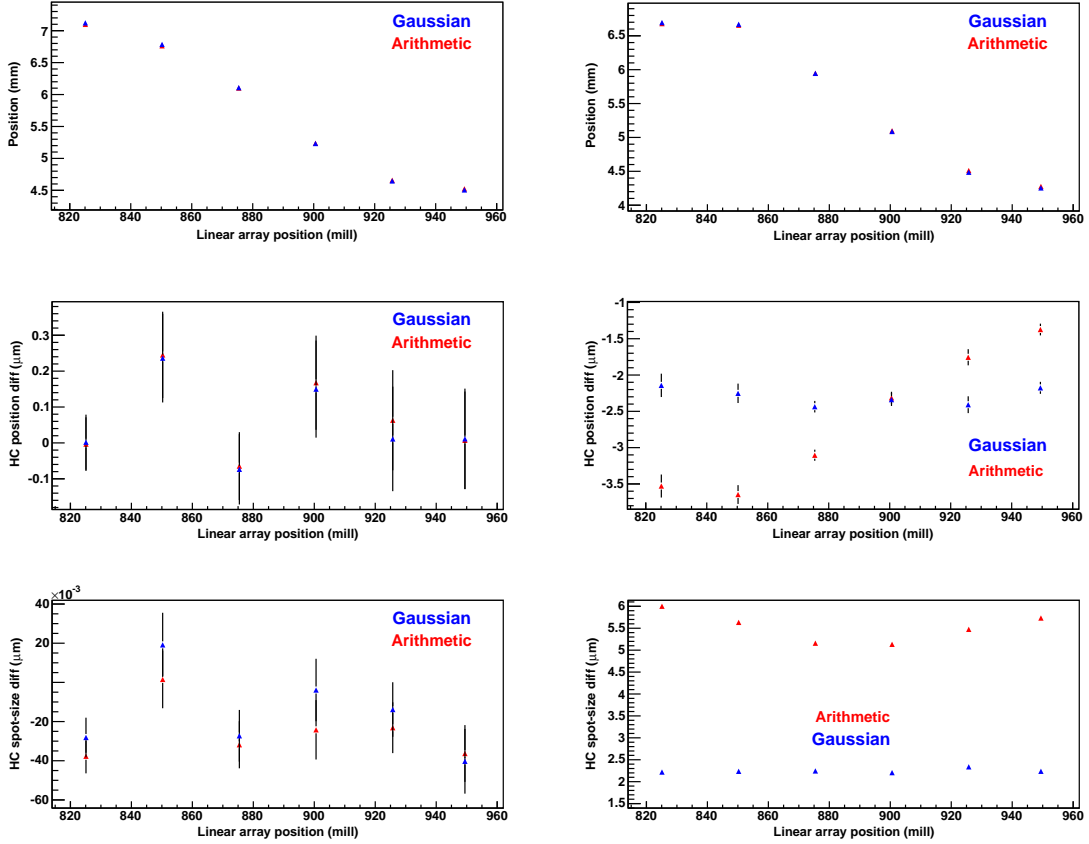 Gaussian
Arithmetic
7
6.5
6
5.5
5
4.5
Position (mm)
820 840 860 880 900 920 940 960
Linear array position (mill)
Gaussian
Arithmetic
6.5
6
5.5
5
4.5
4
Position (mm)
820 840 860 880 900 920 940 960
Linear array position (mill)
Gaussian
Arithmetic
0.3
0.2
0.1
0
-0.1
HC position diff (μm)
820 840 860 880 900 920 940 960
Linear array position (mill)
-1
-1.5
-2
-2.5
-3
-3.5
Gaussian
Arithmetic
HC position diff (μm)
820 840 860 880 900 920 940 960
Linear array position (mill)
×10-3
Gaussian
Arithmetic
40
20
-20
-40
-60
HC spot-size diff (μm)
820 840 860 880 900 920 940 960
Linear array position (mill)
6
5.5
5
4.5
4
3.5
3
2.5
2
1.5
Arithmetic
Gaussian
HC spot-size diff (μm)
820 840 860 880 900 920 940 960
Linear array position (mill)